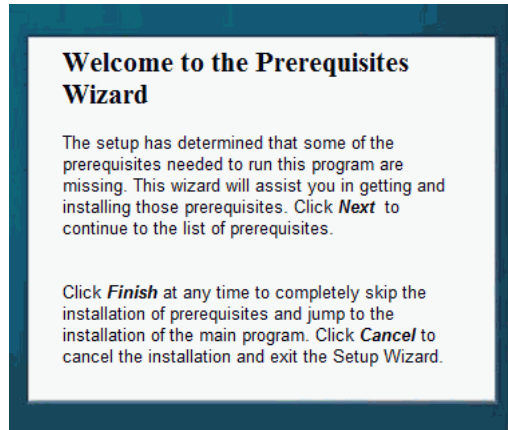 Welcome to the Prerequisites
Wizard
The setup has determined that some of the
prerequisites needed to run this program are
missing. This wizard will assist you in getting and
installing those prerequisites. Click Next to
continue to the list of prerequisites.
Click Finish at any time to completely skip the
installation of prerequisites and jump to the
installation of the main program. Click Cancel to
cancel the installation and exit the Setup Wizard.